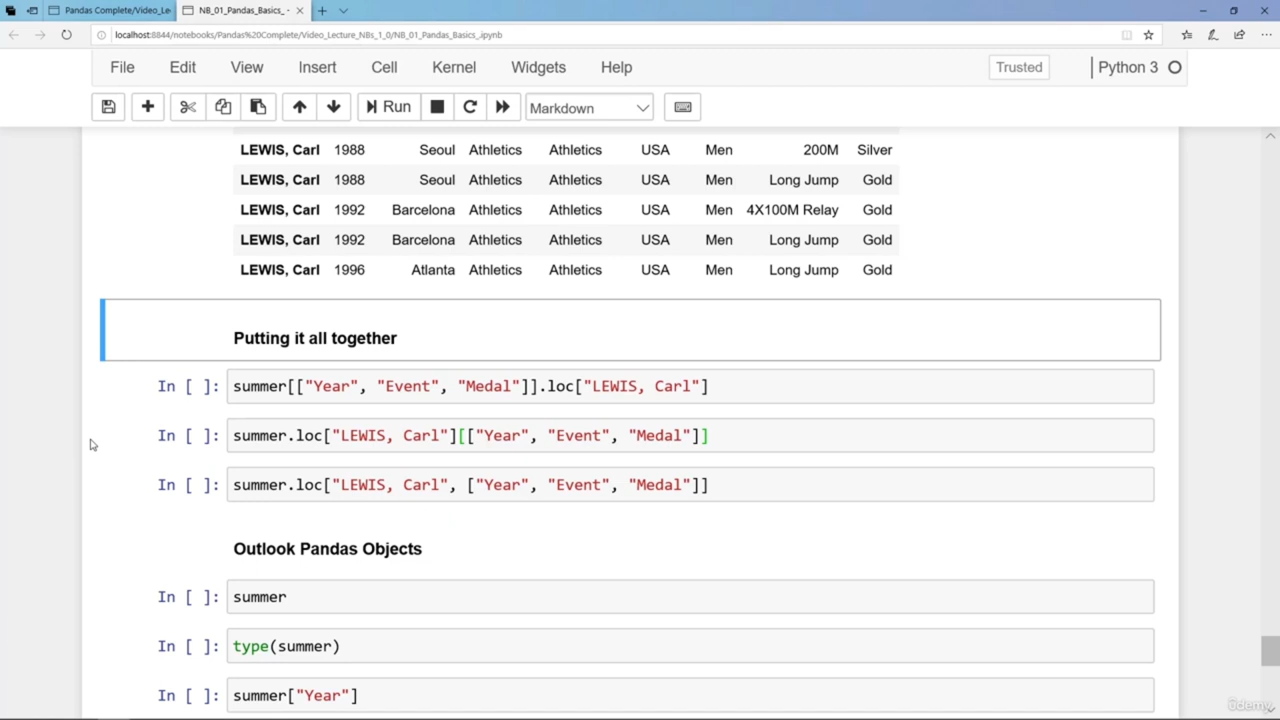 Pandas Complete/Video_Le
NB_01_Pandas_Basics_ -
localhost:8844/notebooks/Pandas%20Complete/Video_Lecture_NBs_1_0/NB_01_Pandas_Basics_.ipynb
File Edit View Insert Cell Kernel Widgets Help Trusted Python 3
Run Markdown
LEWIS, Carl 1988 Seoul Athletics Athletics USA Men 200M Silver
LEWIS, Carl 1988 Seoul Athletics Athletics USA Men Long Jump Gold
LEWIS, Carl 1992 Barcelona Athletics Athletics USA Men 4X100M Relay Gold
LEWIS, Carl 1992 Barcelona Athletics Athletics USA Men Long Jump Gold
LEWIS, Carl 1996 Atlanta Athletics Athletics USA Men Long Jump Gold
Putting it all together
In [ ]: summer[["Year", "Event", "Medal"]].loc["LEWIS, Carl"]
In [ ]: summer.loc["LEWIS, Carl"][["Year", "Event", "Medal"]]
In [ ]: summer.loc["LEWIS, Carl", ["Year", "Event", "Medal"]]
Outlook Pandas Objects
In [ ]: summer
In [ ]: type(summer)
In [ ]: summer["Year"]
ûdemy